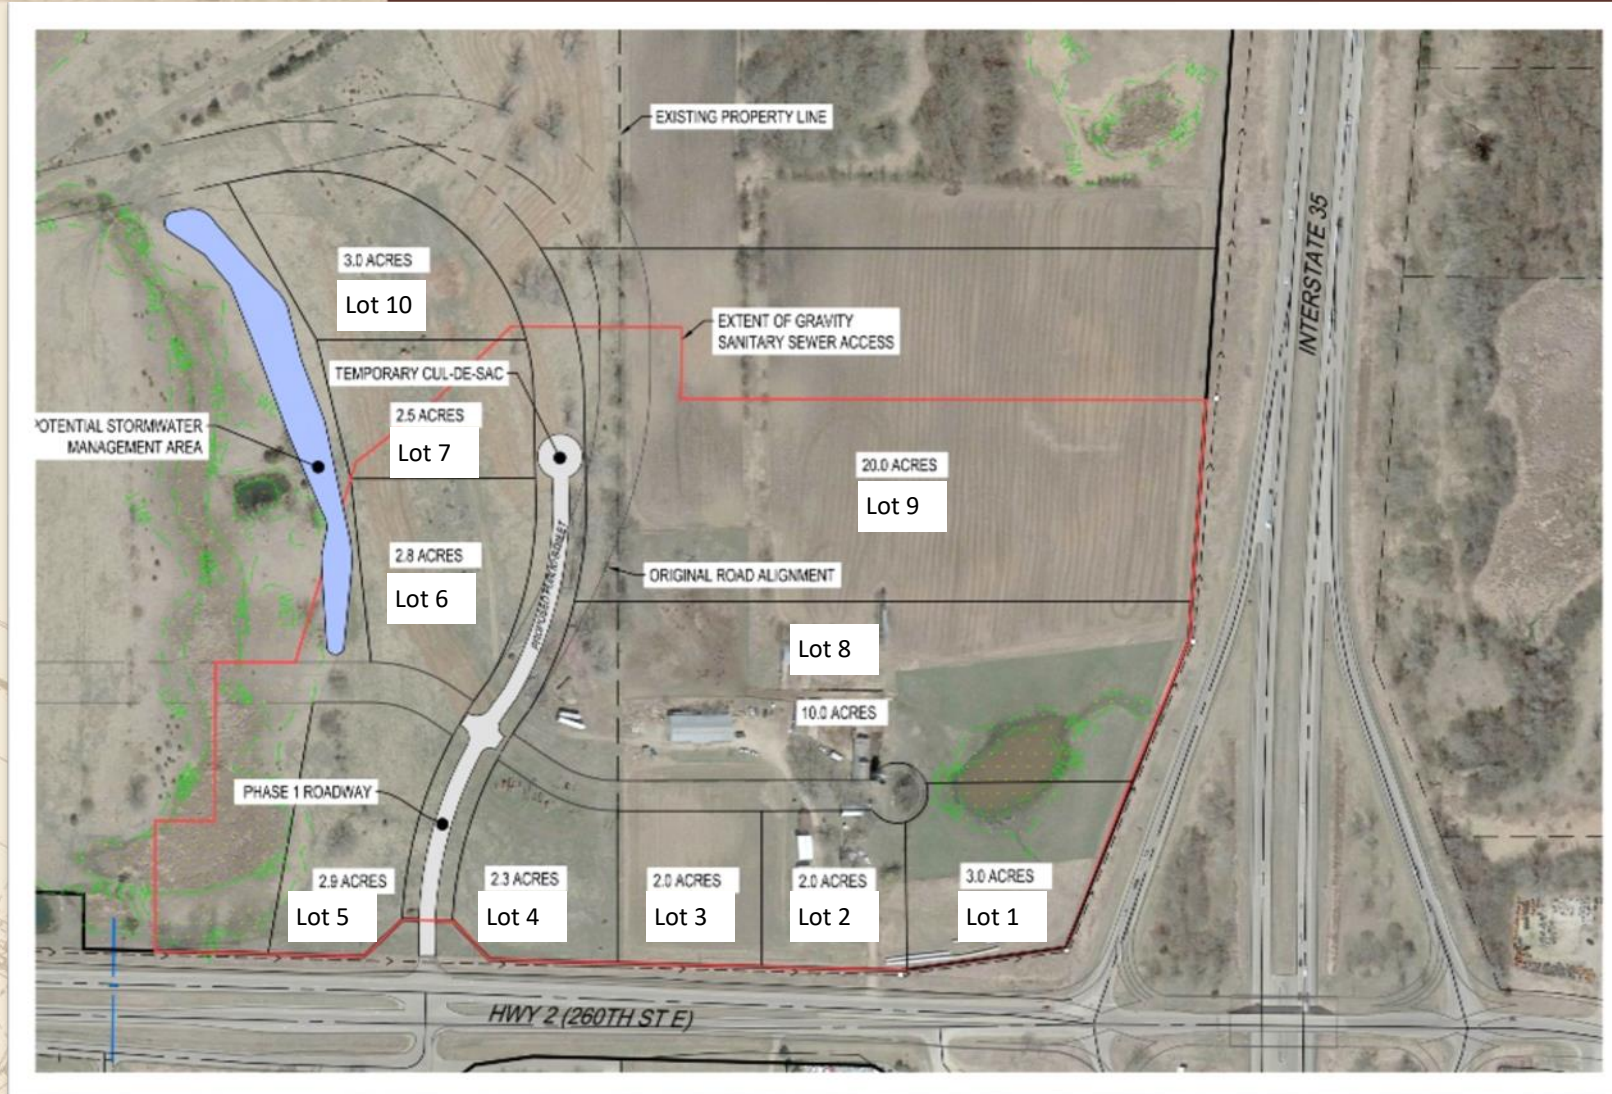 EXISTING PROPERTY LINE
INTERSTATE 35
3.0 ACRES
Lot 10
EXTENT OF GRAVITY
SANITARY SEWER ACCESS
TEMPORARY CUL-DE-SAC
2.5 ACRES
Lot 7
POTENTIAL STORMWATER
MANAGEMENT AREA
20.0 ACRES
Lot 9
2.8 ACRES
Lot 6
PROPOSED PUBLIC STREET
ORIGINAL ROAD ALIGNMENT
Lot 8
10.0 ACRES
PHASE 1 ROADWAY
2.9 ACRES
Lot 5
2.3 ACRES
Lot 4
2.0 ACRES
Lot 3
2.0 ACRES
Lot 2
3.0 ACRES
Lot 1
HWY 2 (260TH ST E)